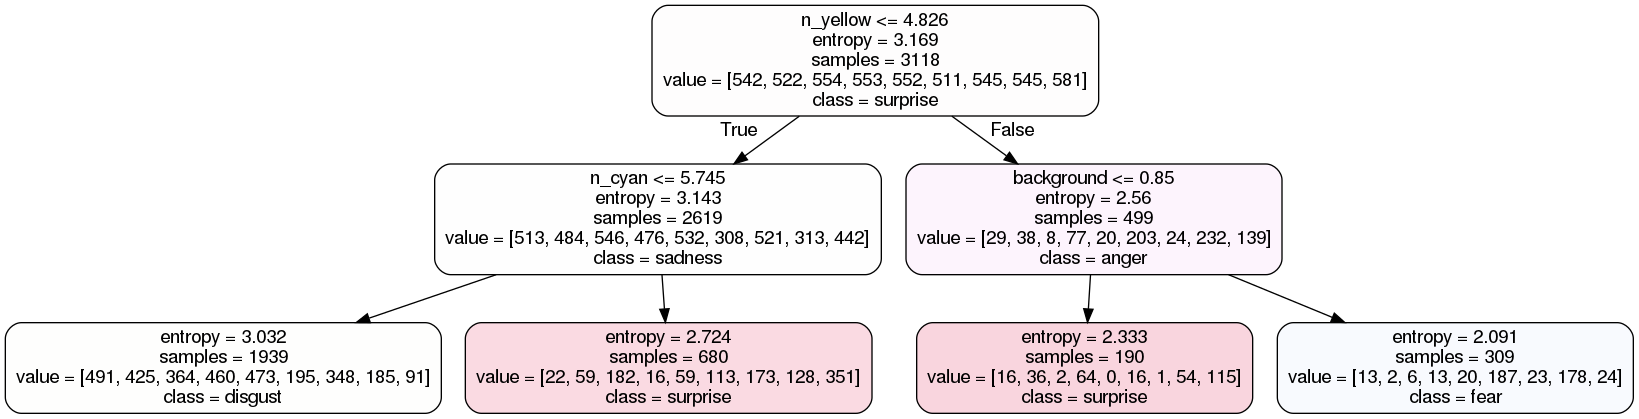 n_yellow <= 4.826
entropy = 3.169
samples = 3118
value = [542, 522, 554, 553, 552, 511, 545, 545, 581]
class = surprise
True
False
n_cyan <= 5.745
entropy = 3.143
samples = 2619
value = [513, 484, 546, 476, 532, 308, 521, 313, 442]
class = sadness
background <= 0.85
entropy = 2.56
samples = 499
value = [29, 38, 8, 77, 20, 203, 24, 232, 139]
class = anger
entropy = 3.032
samples = 1939
value = [491, 425, 364, 460, 473, 195, 348, 185, 91]
class = disgust
entropy = 2.724
samples = 680
value = [22, 59, 182, 16, 59, 113, 173, 128, 351]
class = surprise
entropy = 2.333
samples = 190
value = [16, 36, 2, 64, 0, 16, 1, 54, 115]
class = surprise
entropy = 2.091
samples = 309
value = [13, 2, 6, 13, 20, 187, 23, 178, 24]
class = fear